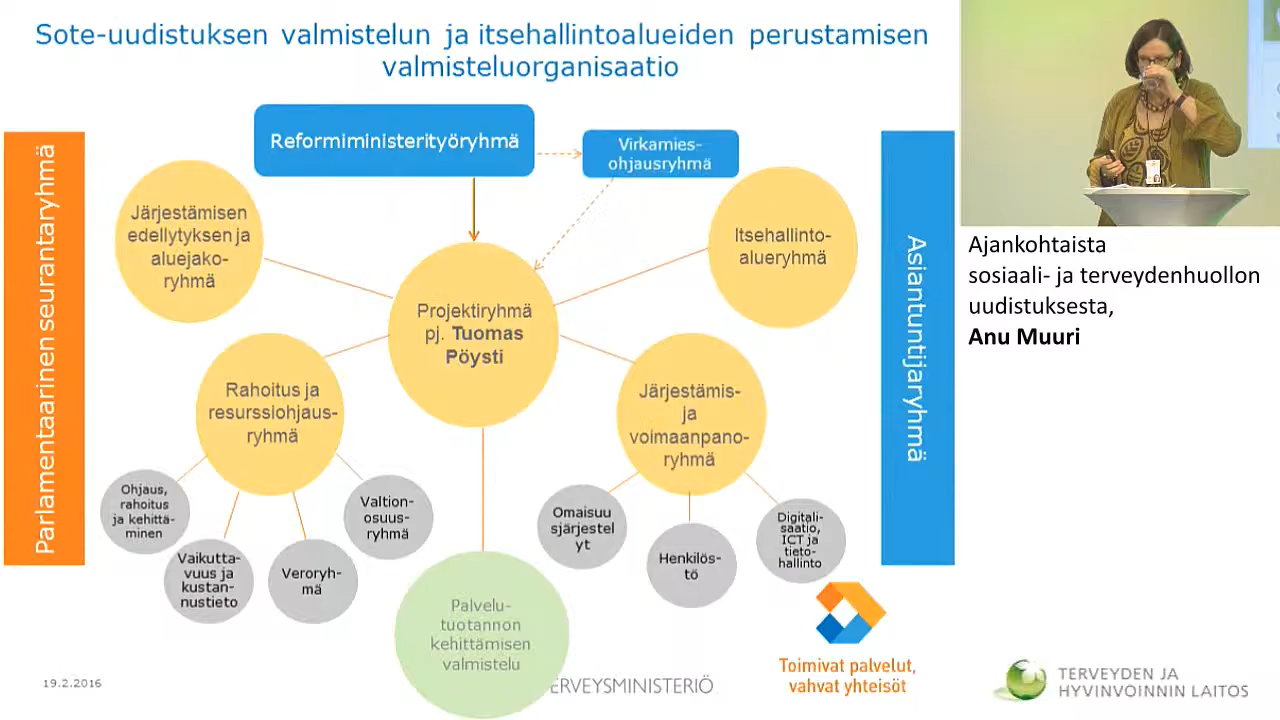 Sote-uudistuksen valmistelun ja itsehallintoalueiden perustamisen
valmisteluorganisaatio
Parlamentaarinen seurantaryhmä
Reformiministerityöryhmä
Virkamies-
ohjausryhmä
Järjestämisen
edellytyksen ja
aluejako-
ryhmä
Itsehallinto-
alueryhmä
Projektiryhmä
pj. Tuomas
Pöysti
Rahoitus ja
resurssiohjaus-
ryhmä
Järjestämis-
ja
voimaanpano-
ryhmä
Ohjaus,
rahoitus
ja kehittä-
minen
Vaikutta-
vuus ja
kustan-
nustieto
Veroryh-
mä
Valtion-
osuus-
ryhmä
Omaisuu
sjärjestel
yt
Henkilös-
tö
Digitali-
saatio,
ICT ja
tieto-
hallinto
Palvelu-
tuotannon
kehittämisen
valmistelu
Asiantuntijaryhmä
19.2.2016
ERVEYSMINISTERIÖ
Toimivat palvelut,
vahvat yhteisöt
Ajankohtaista
sosiaali- ja terveydenhuollon
uudistuksesta,
Anu Muuri
TERVEYDEN JA
HYVINVOINNIN LAITOS